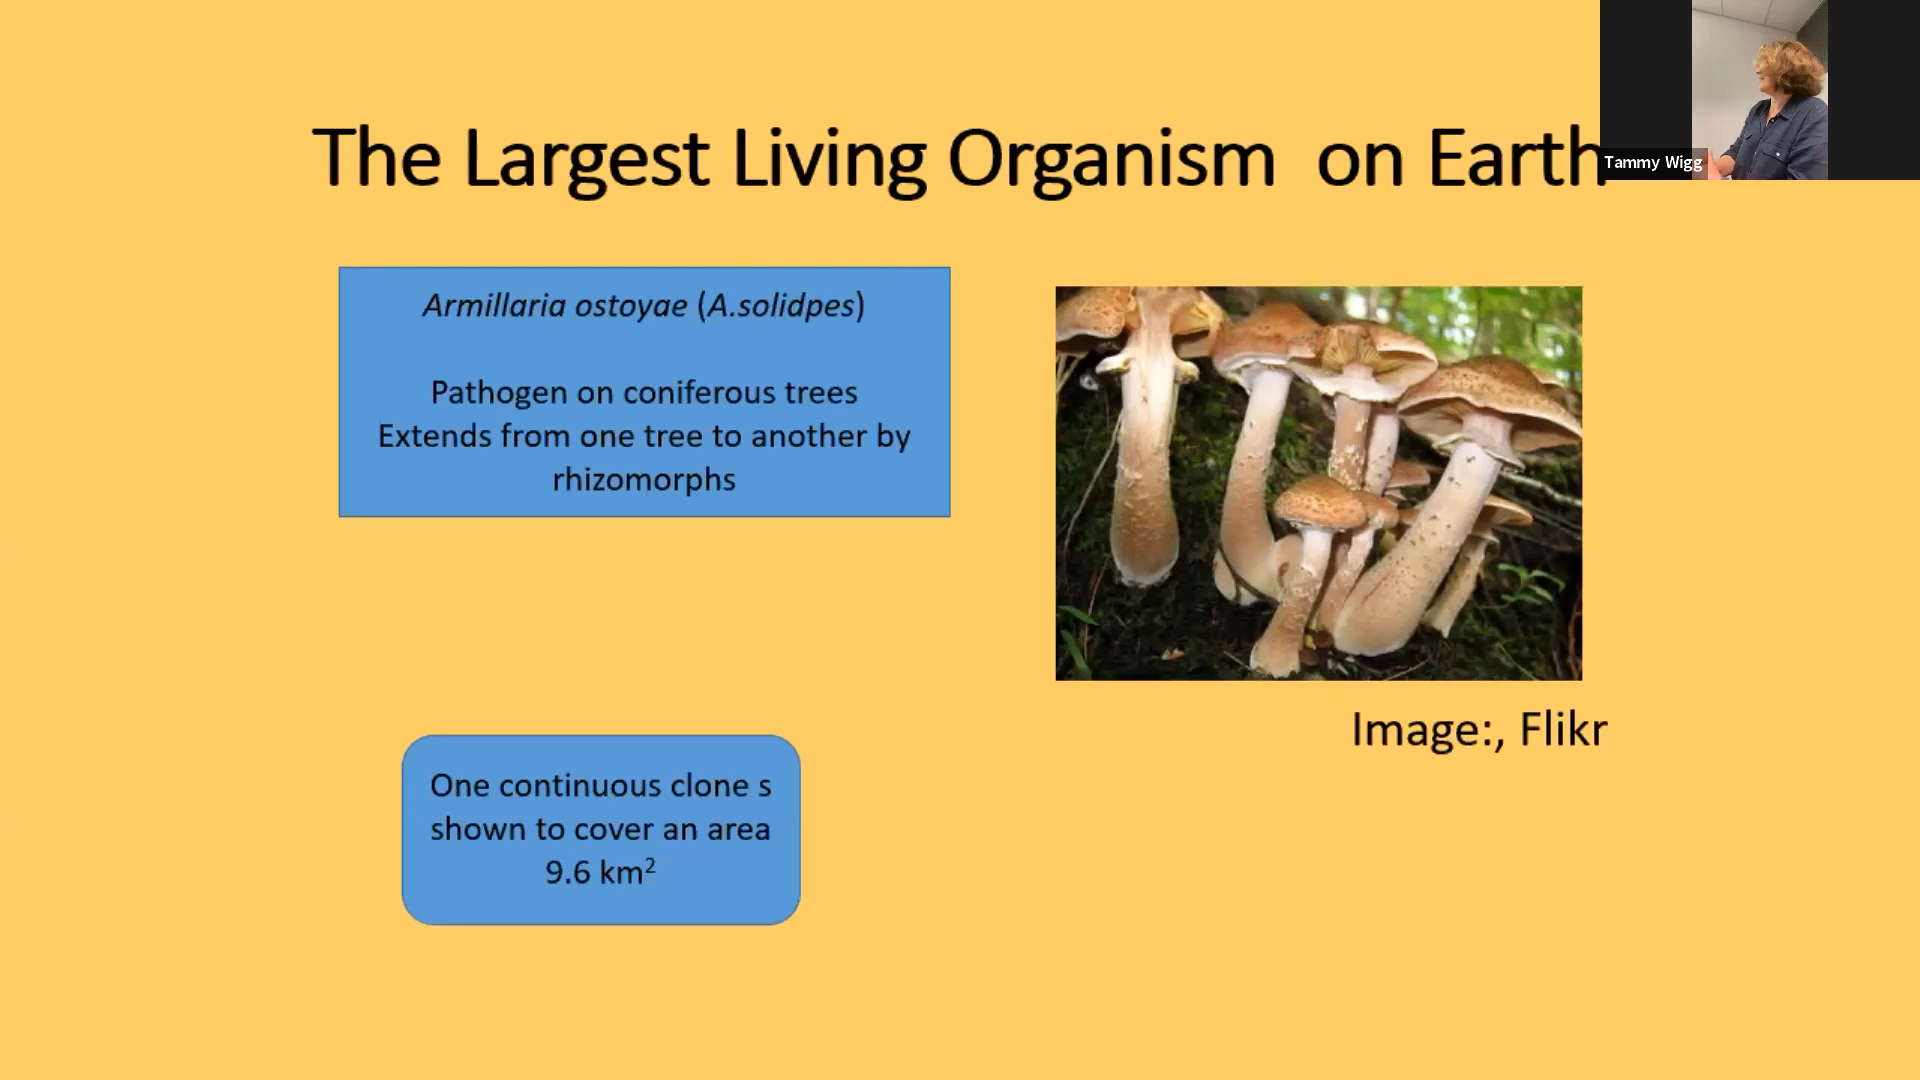 The Largest Living Organism on Earth
Tammy Wigg
Armillaria ostoyae (A.solidpes)
Pathogen on coniferous trees
Extends from one tree to another by
rhizomorphs
Image:, Flikr
One continuous clone s
shown to cover an area
9.6 km²